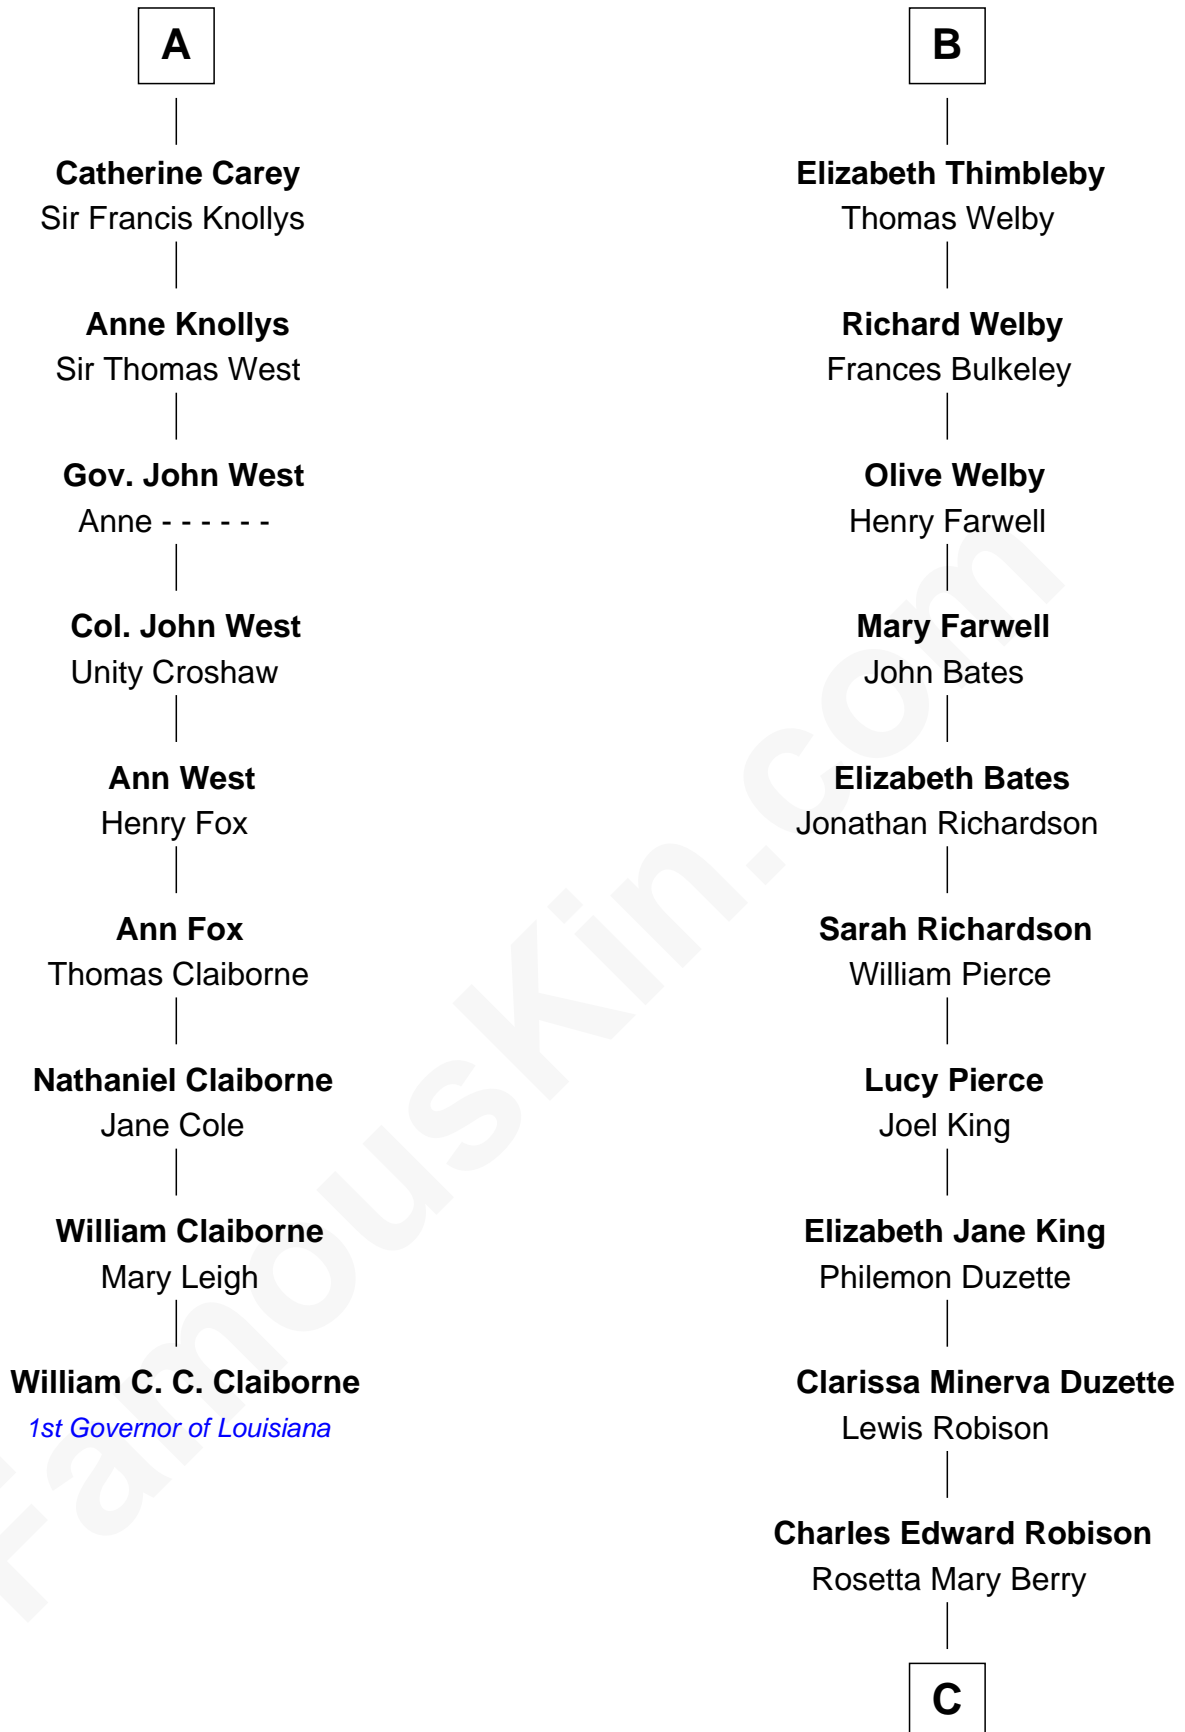 A
Catherine Carey
Sir Francis Knollys
Anne Knollys
Sir Thomas West
Gov. John West
Anne - - - - - -
Col. John West
Unity Croshaw
Ann West
Henry Fox
Ann Fox
Thomas Claiborne
Nathaniel Claiborne
Jane Cole
William Claiborne
Mary Leigh
William C. C. Claiborne
1st Governor of Louisiana
B
Elizabeth Thimbleby
Thomas Welby
Richard Welby
Frances Bulkeley
Olive Welby
Henry Farwell
Mary Farwell
John Bates
Elizabeth Bates
Jonathan Richardson
Sarah Richardson
William Pierce
Lucy Pierce
Joel King
Elizabeth Jane King
Philemon Duzette
Clarissa Minerva Duzette
Lewis Robison
Charles Edward Robison
Rosetta Mary Berry
C
FamousKin.com